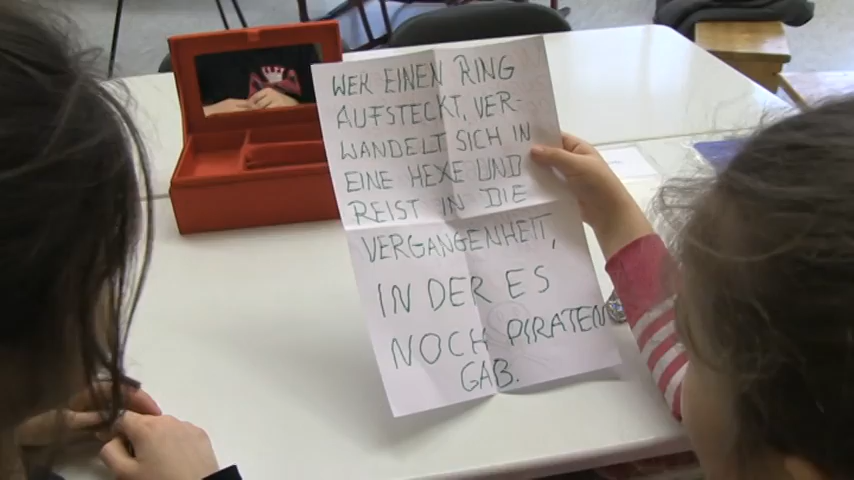 WER EINEN RING
AUFSTECKT, VER-
WANDELT SICH IN
EINE HEXE UND
REIST IN DIE
VERGANGENHEIT,
IN DER ES
NOCH PIRATEN
GAB.